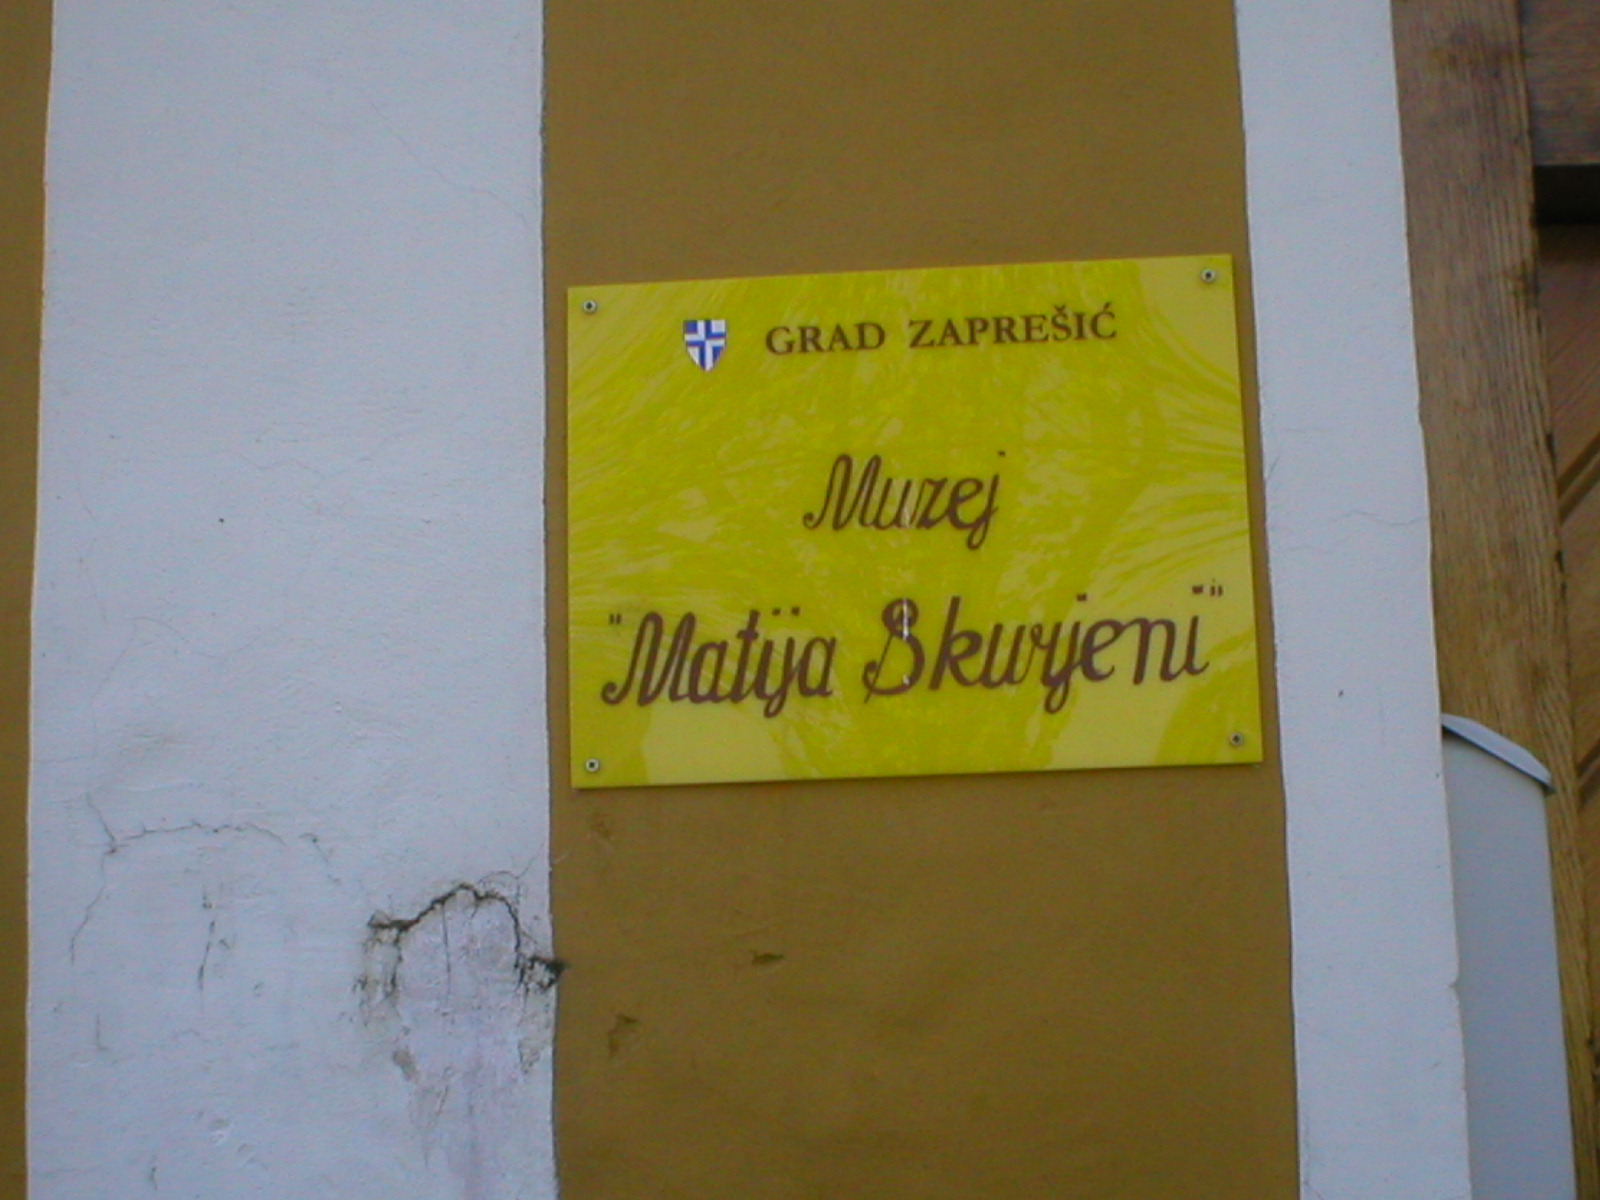 GRAD ZAPREŠIĆ
Muzej
"Matija Skurjeni"